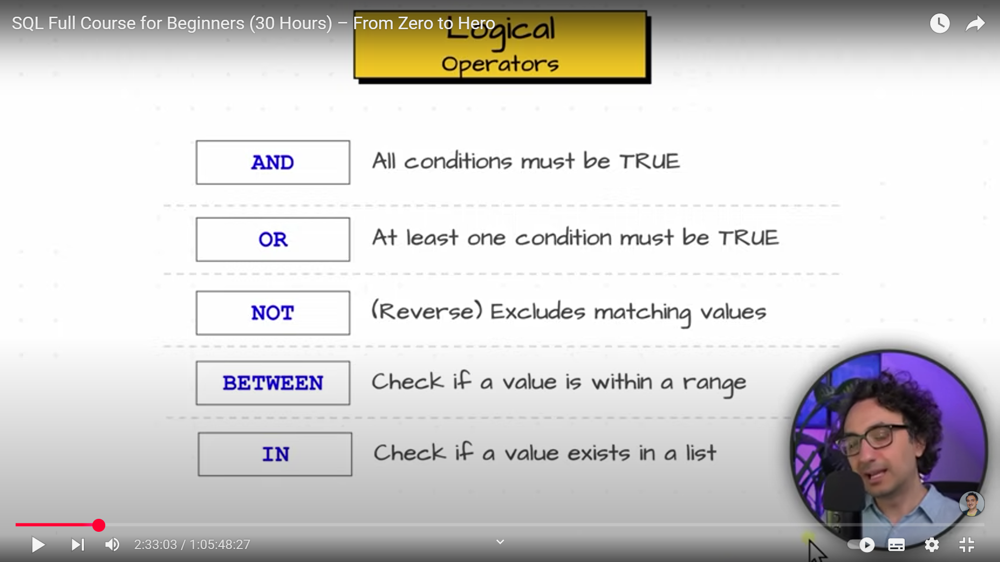 SQL Full Course for Beginners (30 Hours) – From Zero to Hero
Logical
Operators
AND All conditions must be TRUE
OR At least one condition must be TRUE
NOT (Reverse) Excludes matching values
BETWEEN Check if a value is within a range
IN Check if a value exists in a list
2:33:03 / 1:05:48:27